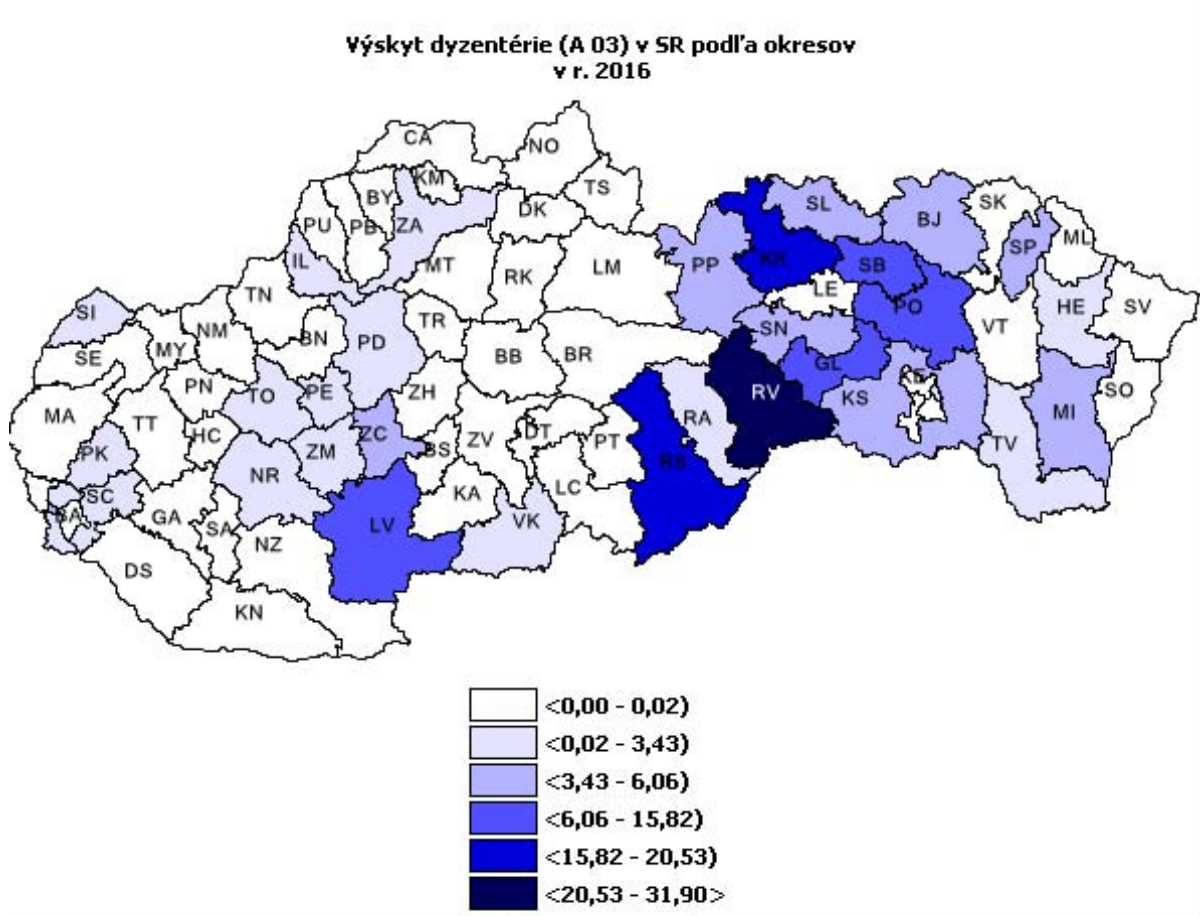 Výskyt dyzentérie (A 03) v SR podľa okresov
v r. 2016
CA
NO
KM
TS
BY
PU
PB
ZA
DK
SL
BJ
SK
SP
ML
IL
MT
RK
LM
PP
KK
SB
LE
TN
HE
SV
SI
NM
BN
PD
TR
BB
BR
SN
PO
VT
SE
MY
PN
TO
PE
ZH
GL
KE
RV
KS
MI
SO
MA
TT
HC
ZM
ZC
BS
ZV
DT
PT
RA
TV
PK
NR
RS
SC
BA
GA
SA
KA
LC
NZ
LV
VK
DS
KN
<0,00 - 0,02)
<0,02 - 3,43)
<3,43 - 6,06)
<6,06 - 15,82)
<15,82 - 20,53)
<20,53 - 31,90>